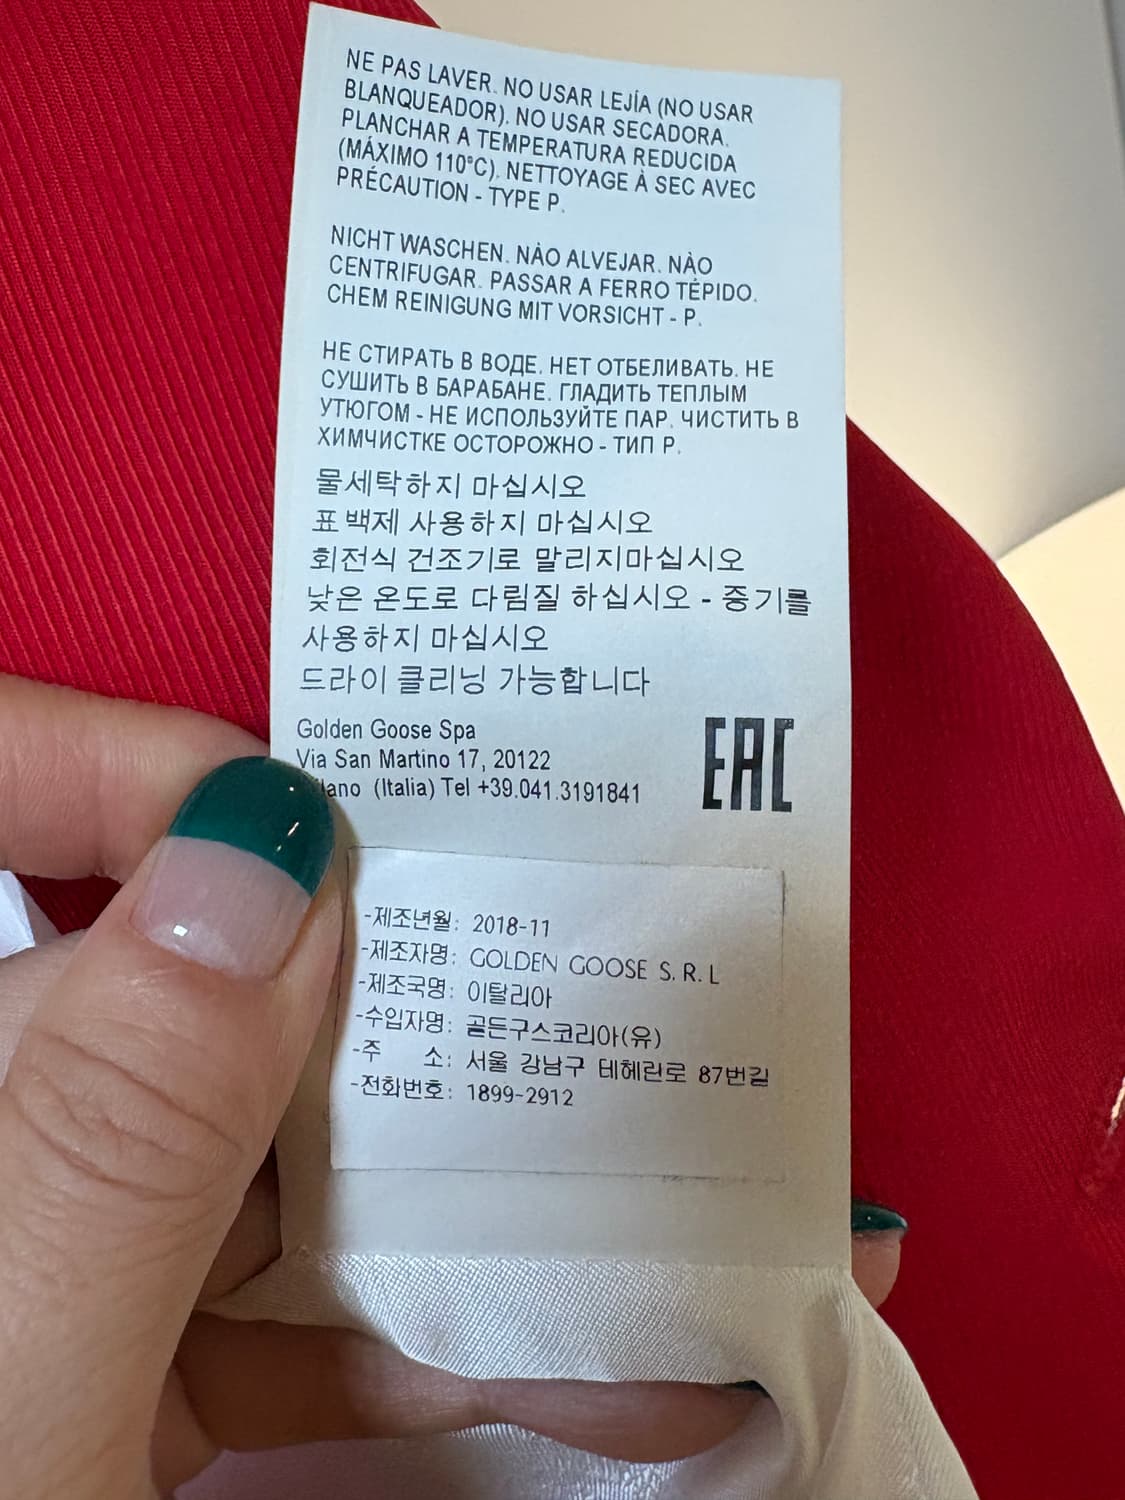 NE PAS LAVER. NO USAR LEJÍA (NO USAR
BLANQUEADOR). NO USAR SECADORA.
PLANCHAR A TEMPERATURA REDUCIDA
(MÁXIMO 110°C). NETTOYAGE À SEC AVEC
PRÉCAUTION - TYPE P.
NICHT WASCHEN. NÀO ALVEJAR. NÀO
CENTRIFUGAR. PASSAR A FERRO TÉPIDO.
CHEM REINIGUNG MIT VORSICHT - P.
НЕ СТИРАТЬ В ВОДЕ. НЕТ ОТБЕЛИВАТЬ. НЕ
СУШИТЬ В БАРАБАНЕ. ГЛАДИТЬ ТЕПЛЫМ
УТЮГОМ - НЕ ИСПОЛЬЗУЙТЕ ПАР. ЧИСТИТЬ В
ХИМЧИСТКЕ ОСТОРОЖНО - ТИП Р.
물세탁하지 마십시오
표백제 사용하지 마십시오
회전식 건조기로 말리지마십시오
낮은 온도로 다림질 하십시오 - 증기를
사용하지 마십시오
드라이 클리닝 가능합니다
Golden Goose Spa
Via San Martino 17, 20122
(Italia) Tel +39.041.3191841
EAC
-제조년월: 2018-11
-제조자명: GOLDEN GOOSE S.R.L
-제조국명: 이탈리아
-수입자명: 골든구스코리아(유)
-주 소: 서울 강남구 테헤란로 87번길
-전화번호: 1899-2912